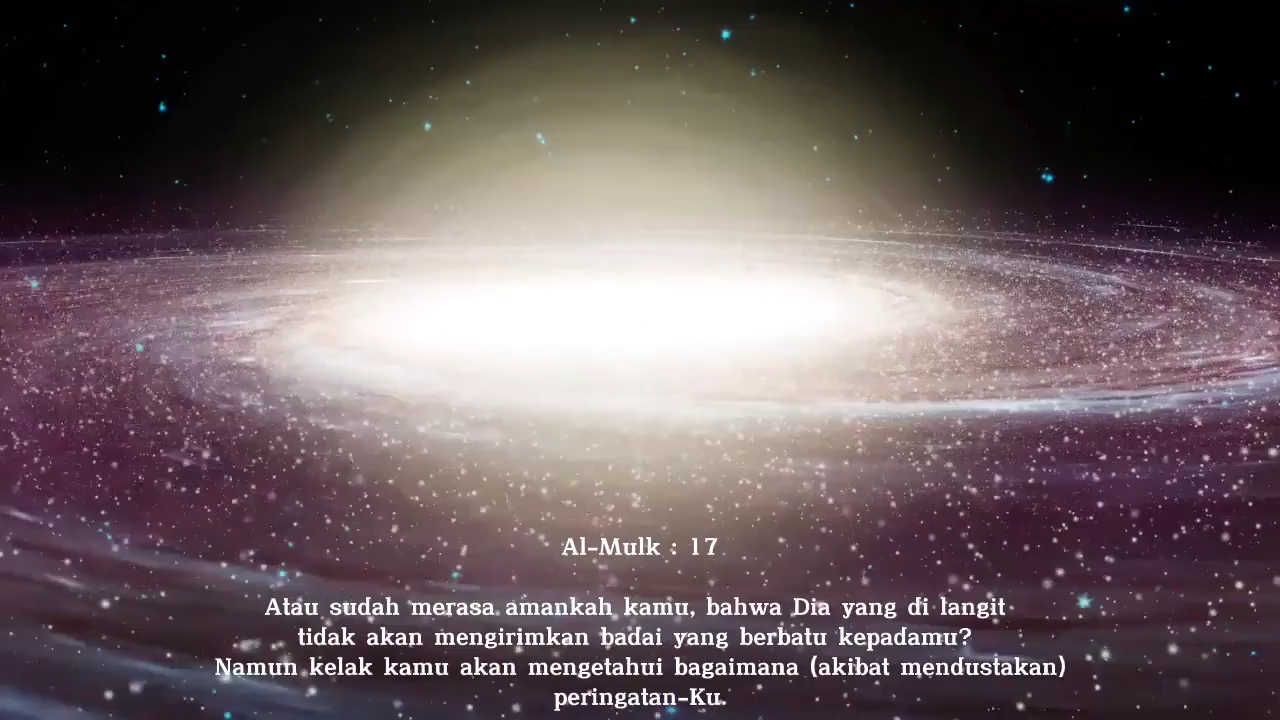 Al-Mulk : 17
Atau sudah merasa amankah kamu, bahwa Dia yang di langit
tidak akan mengirimkan badai yang berbatu kepadamu?
Namun kelak kamu akan mengetahui bagaimana (akibat mendustakan)
peringatan-Ku.